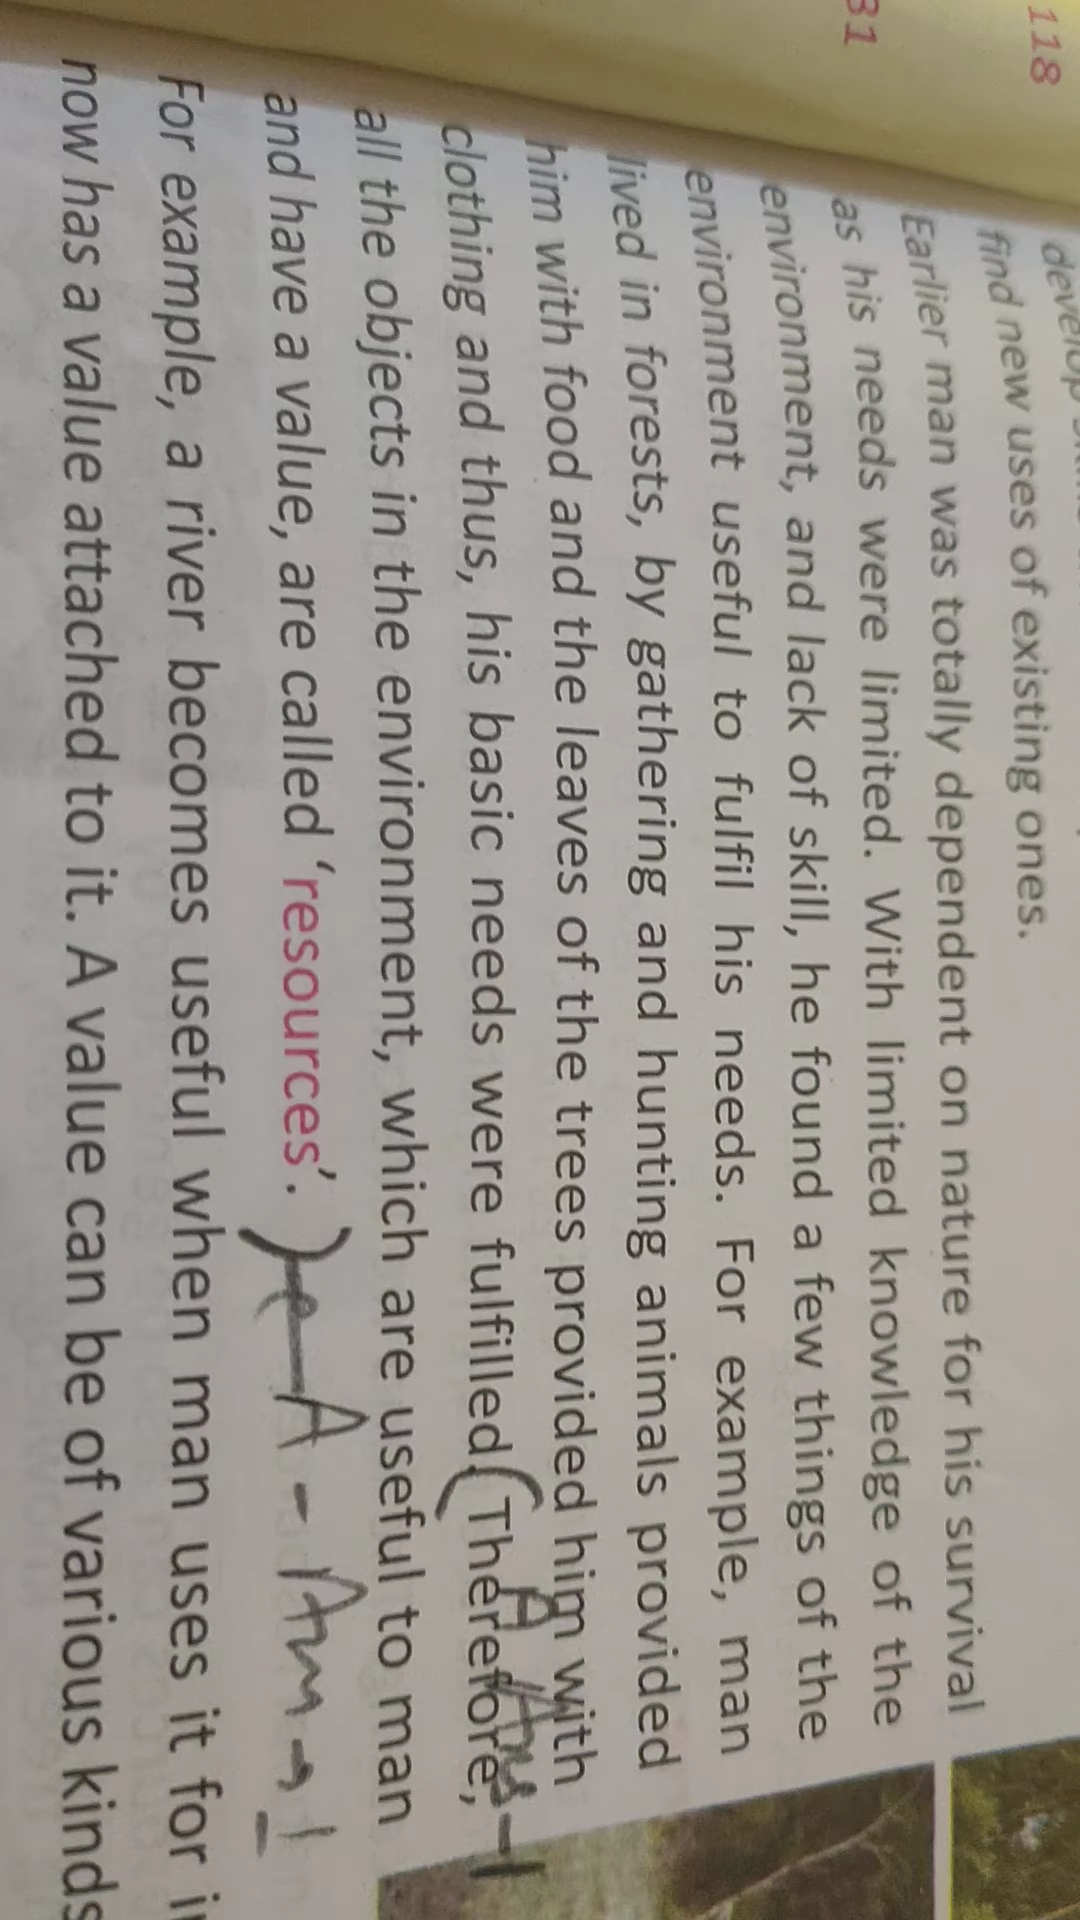 118
31
find new uses of existing ones.
Earlier man was totally dependent on nature for his survival
as his needs were limited. With limited knowledge of the
environment, and lack of skill, he found a few things of the
environment useful to fulfil his needs. For example, man
lived in forests, by gathering and hunting animals provided
him with food and the leaves of the trees provided him with
clothing and thus, his basic needs were fulfilled. (Therefore,
all the objects in the environment, which are useful to man
and have a value, are called 'resources'. )
For example, a river becomes useful when man uses it for
now has a value attached to it. A value can be of various kinds